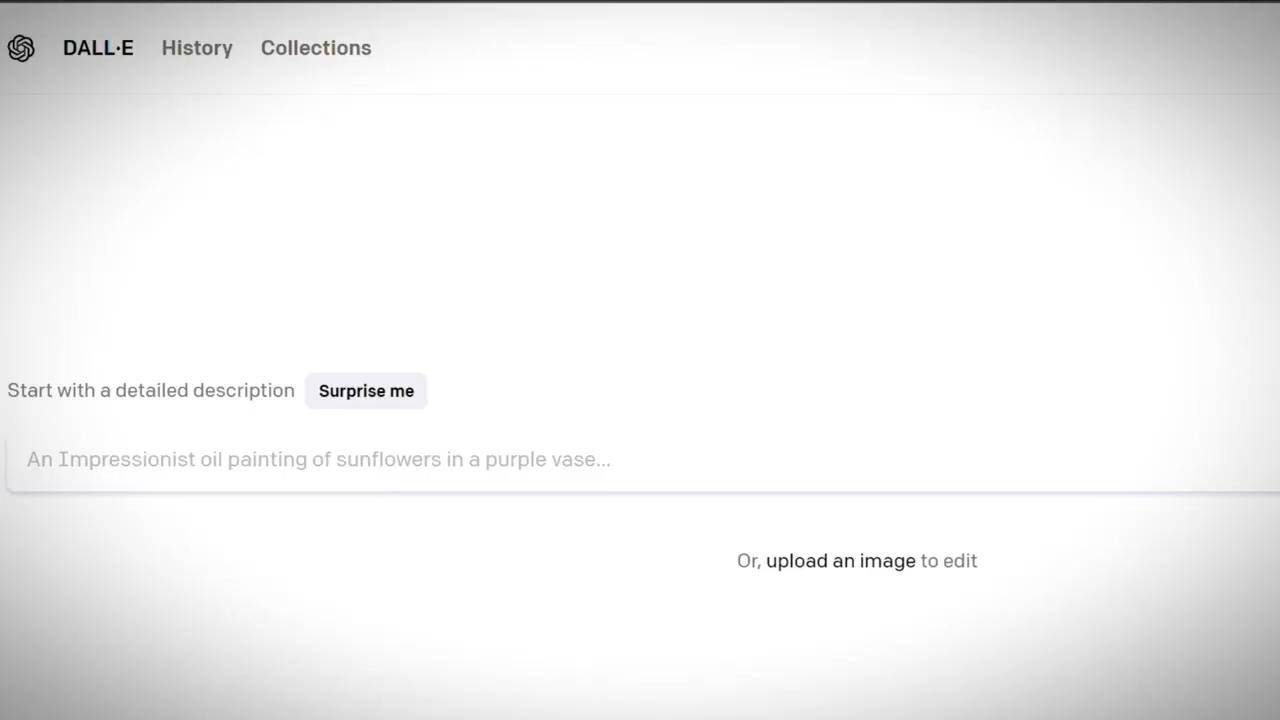 DALL·E History Collections
Start with a detailed description Surprise me
An Impressionist oil painting of sunflowers in a purple vase...
Or, upload an image to edit